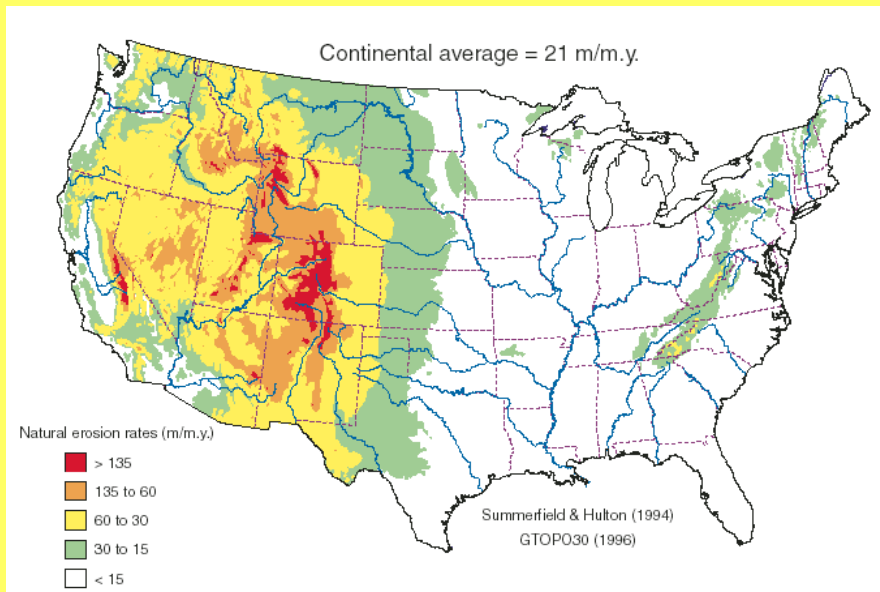 Continental average = 21 m/m.y.
Natural erosion rates (m/m.y.)
> 135
135 to 60
60 to 30
30 to 15
< 15
Summerfield & Hulton (1994)
GTOPO30 (1996)